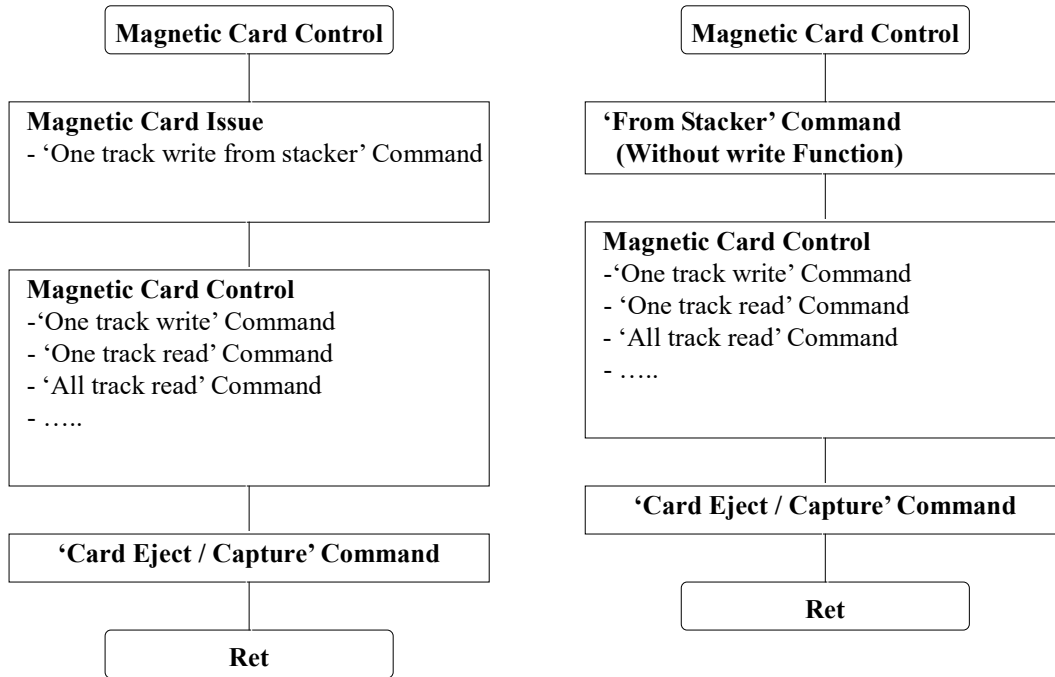 Magnetic Card Control
Magnetic Card Issue
- ‘One track write from stacker’ Command
Magnetic Card Control
-‘One track write’ Command
- ‘One track read’ Command
- ‘All track read’ Command
- …..
‘Card Eject / Capture’ Command
Ret
Magnetic Card Control
‘From Stacker’ Command
(Without write Function)
Magnetic Card Control
-‘One track write’ Command
- ‘One track read’ Command
- ‘All track read’ Command
- …..
‘Card Eject / Capture’ Command
Ret